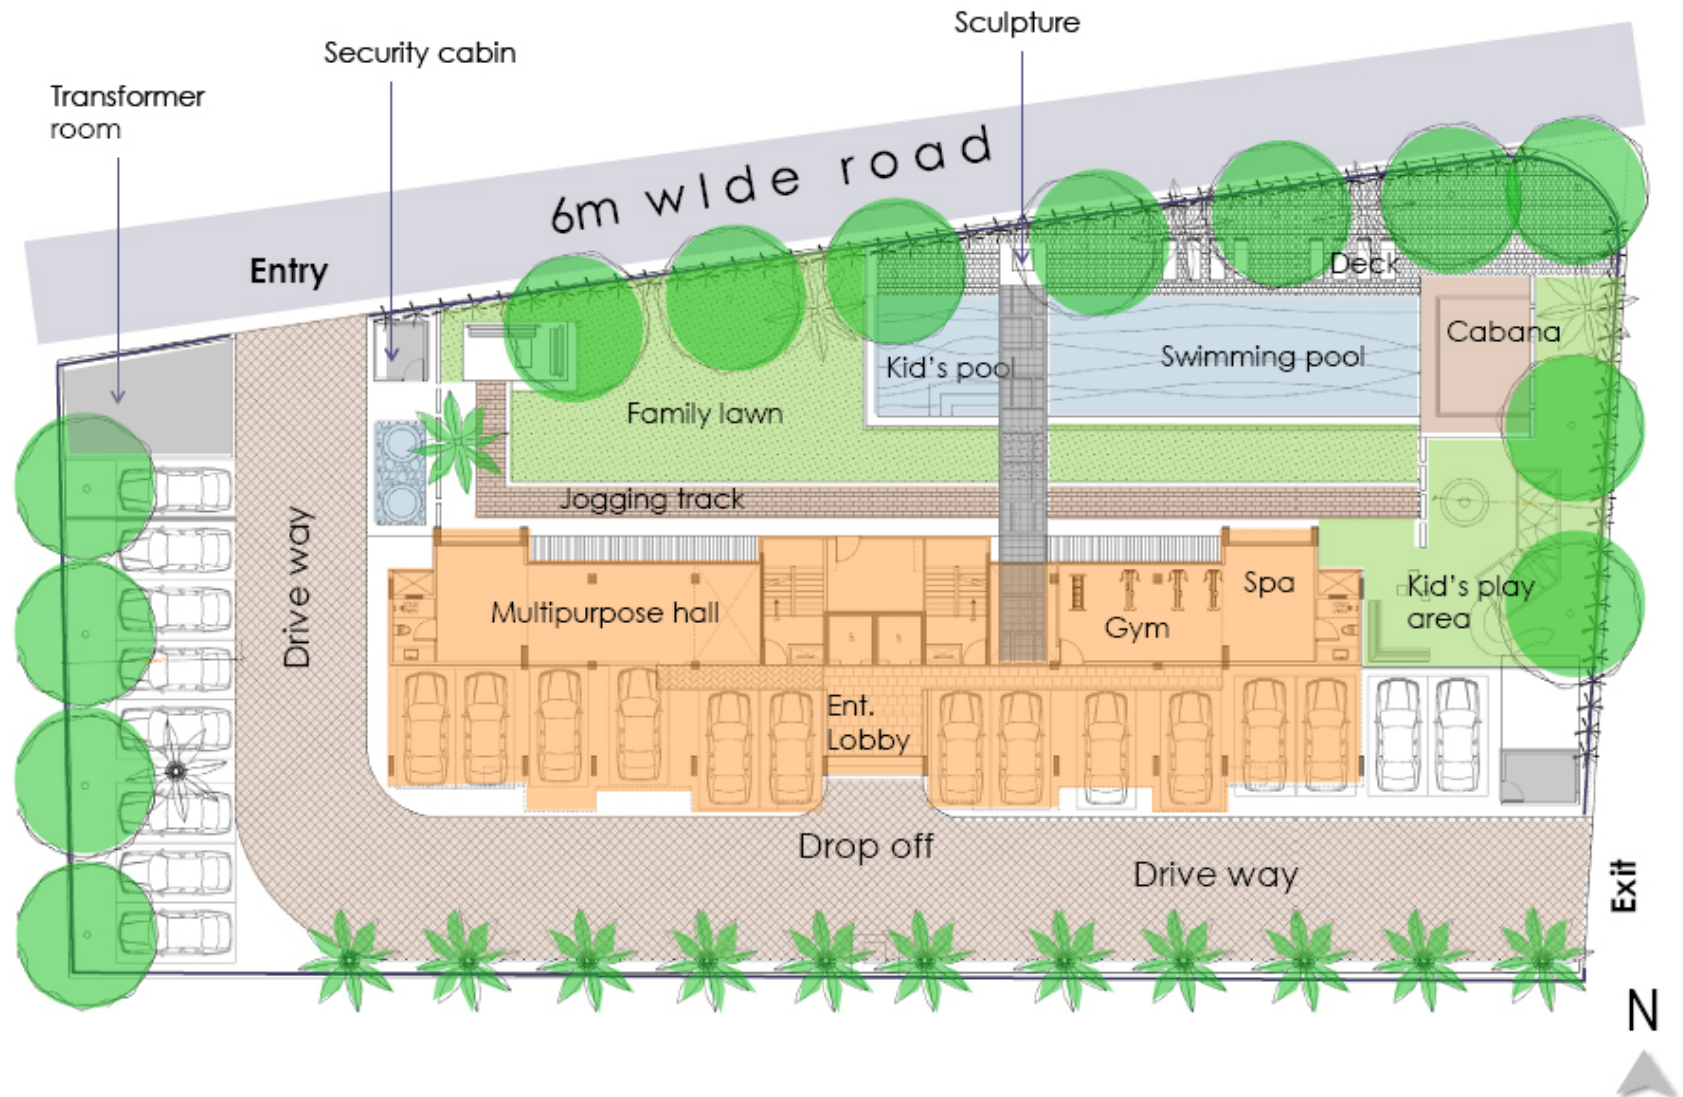 Sculpture
Security cabin
Transformer
room
6m wIde road
Entry
Deck
Cabana
Kid's pool
Swimming pool
Family lawn
Jogging track
Drive way
Multipurpose hall
Gym
Spa
Kid's play
area
Ent.
Lobby
Drop off
Drive way
Exit
N